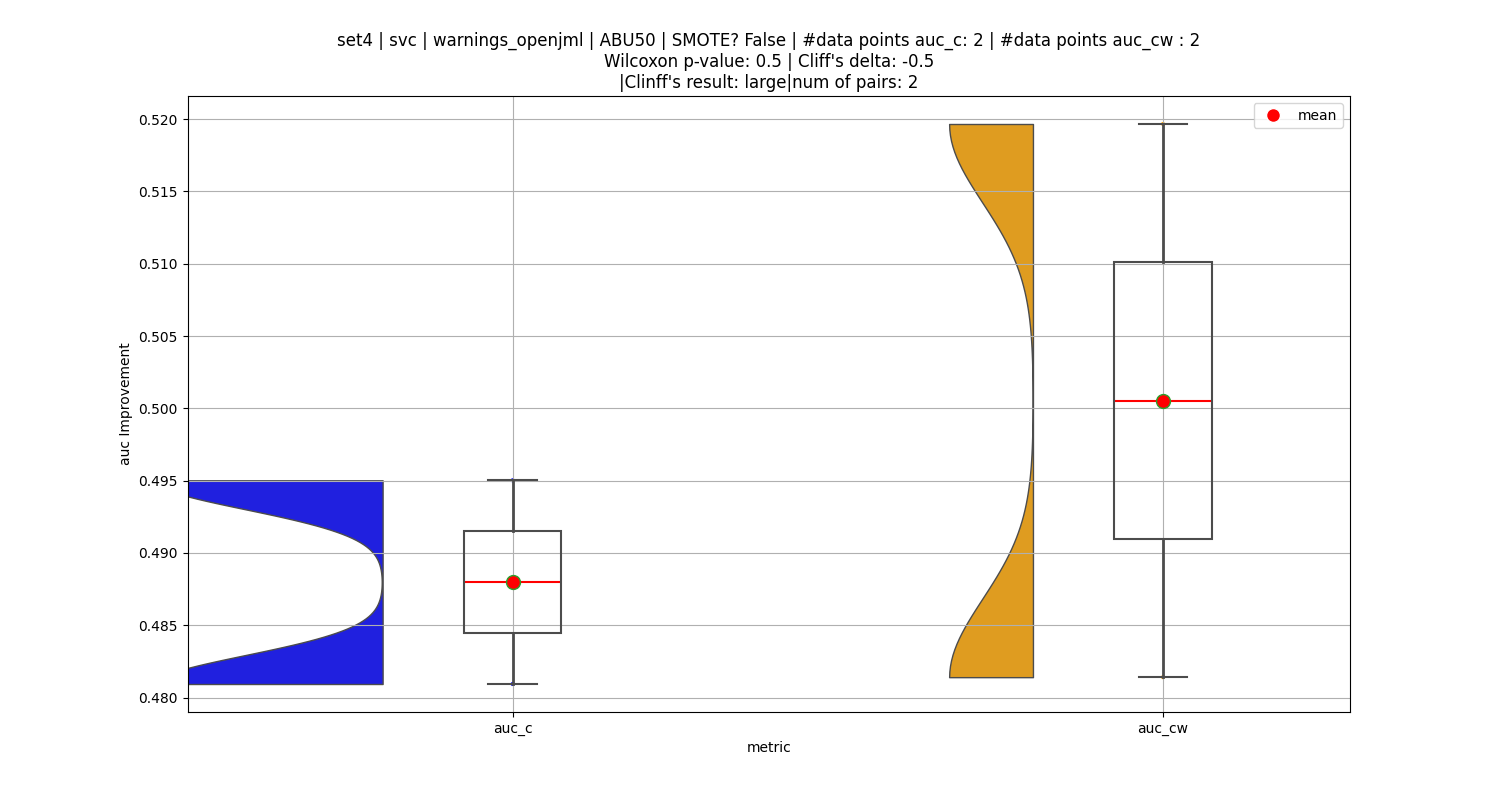 set4 | svc | warnings_openjml | ABU50 | SMOTE? False | #data points auc_c: 2 | #data points auc_cw : 2
Wilcoxon p-value: 0.5 | Cliff's delta: -0.5
|Clinff's result: large|num of pairs: 2
mean
0.520
0.515
0.510
0.505
0.500
0.495
0.490
0.485
0.480
auc Improvement
auc_c
auc_cw
metric